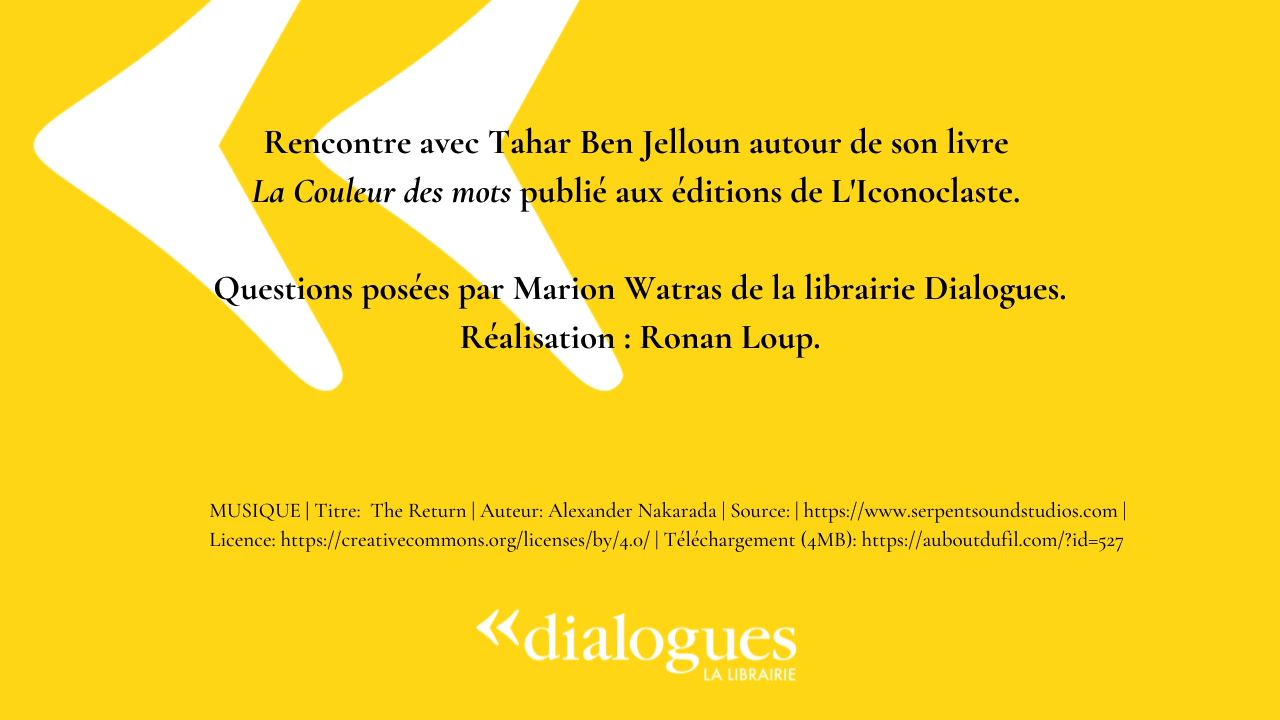 Rencontre avec Tahar Ben Jelloun autour de son livre
La Couleur des mots publié aux éditions de L'Iconoclaste.
Questions posées par Marion Watras de la librairie Dialogues.
Réalisation : Ronan Loup.
MUSIQUE | Titre:  The Return | Auteur: Alexander Nakarada | Source: | https://www.serpentsoundstudios.com |
Licence: https://creativecommons.org/licenses/by/4.0/ | Téléchargement (4MB): https://auboutdufil.com/?id=527
dialogues
LA LIBRAIRIE